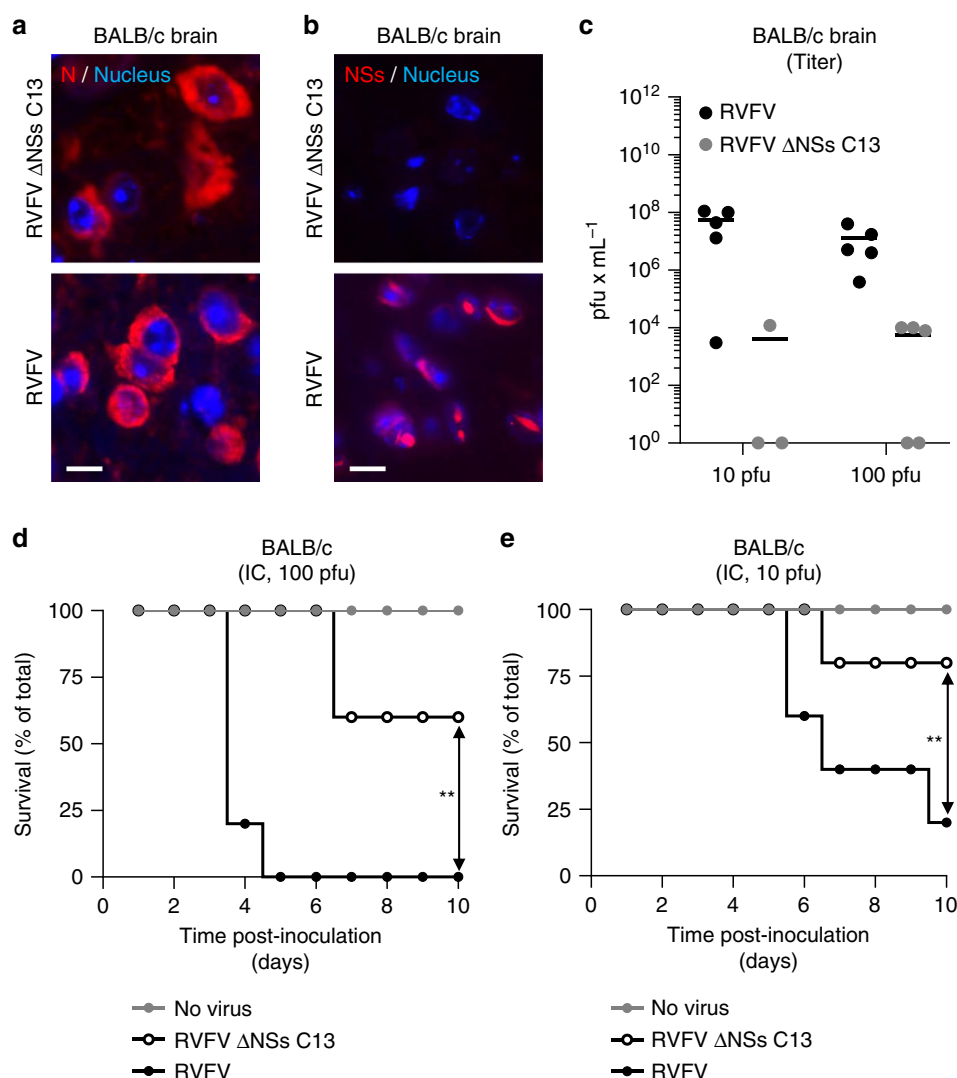 a
BALB/c brain
N / Nucleus
RVFV ΔNSs C13
RVFV
b
BALB/c brain
NSs / Nucleus
RVFV ΔNSs C13
RVFV
c
BALB/c brain
(Titer)
pfu x mL⁻¹
10¹²
10¹⁰
10⁸
10⁶
10⁴
10²
10⁰
RVFV
RVFV ΔNSs C13
10 pfu
100 pfu
d
BALB/c
(IC, 100 pfu)
Survival (% of total)
100
75
50
25
0
**
0 2 4 6 8 10
Time post-inoculation
(days)
No virus
RVFV ΔNSs C13
RVFV
e
BALB/c
(IC, 10 pfu)
Survival (% of total)
100
75
50
25
0
**
0 2 4 6 8 10
Time post-inoculation
(days)
No virus
RVFV ΔNSs C13
RVFV